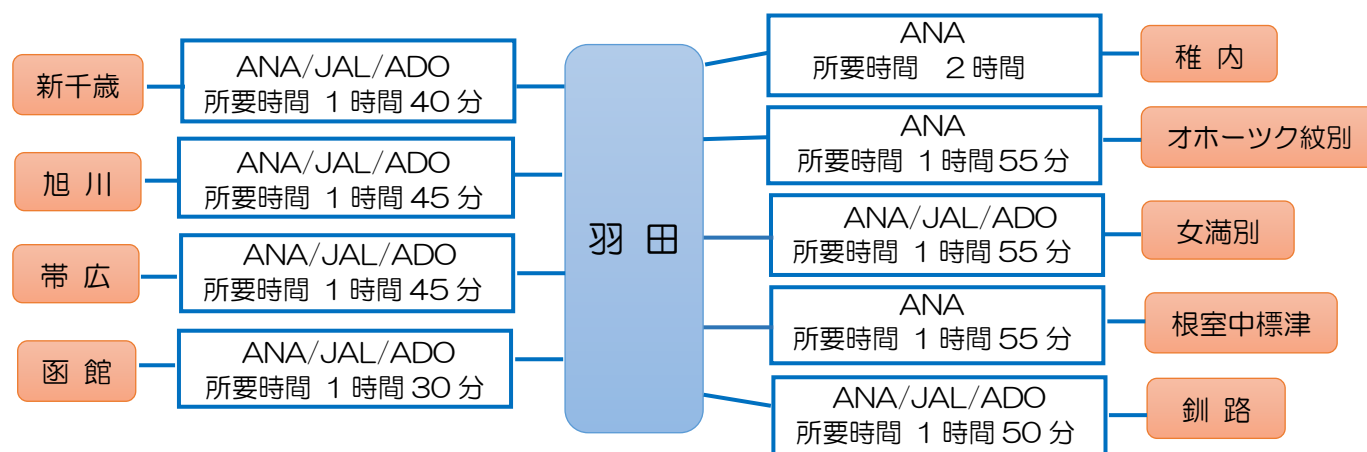 新千歳
ANA/JAL/ADO
所要時間 1時間40分
旭 川
ANA/JAL/ADO
所要時間 1時間45分
帯 広
ANA/JAL/ADO
所要時間 1時間45分
函 館
ANA/JAL/ADO
所要時間 1時間30分
羽 田
ANA
所要時間 2時間
稚 内
ANA
所要時間 1時間55分
オホーツク紋別
ANA/JAL/ADO
所要時間 1時間55分
女満別
ANA
所要時間 1時間55分
根室中標津
ANA/JAL/ADO
所要時間 1時間50分
釧 路